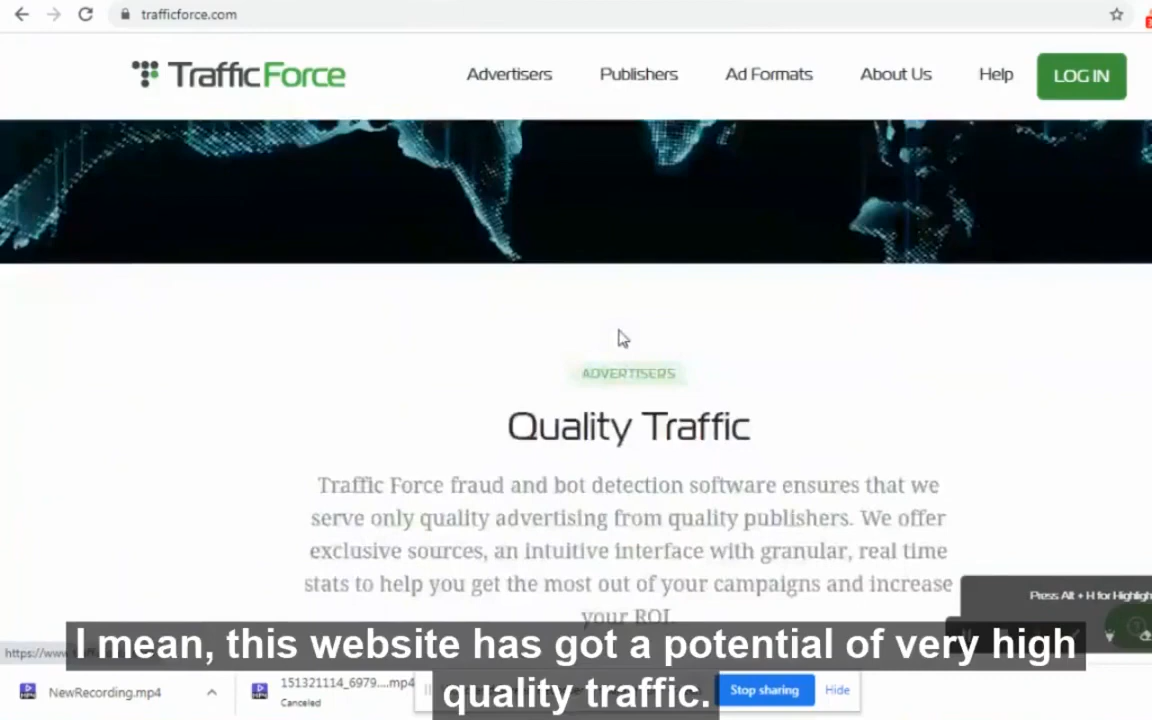 trafficforce.com
TrafficForce
Advertisers Publishers Ad Formats About Us Help LOG IN
ADVERTISERS
Quality Traffic
Traffic Force fraud and bot detection software ensures that we
serve only quality advertising from quality publishers. We offer
exclusive sources, an intuitive interface with granular, real time
stats to help you get the most out of your campaigns and increase
your ROI.
Press Alt + H for Highligh
I mean, this website has got a potential of very high
quality traffic.
https://www
NewRecording.mp4
151321114_6979....mp4
Canceled
Stop sharing
Hide